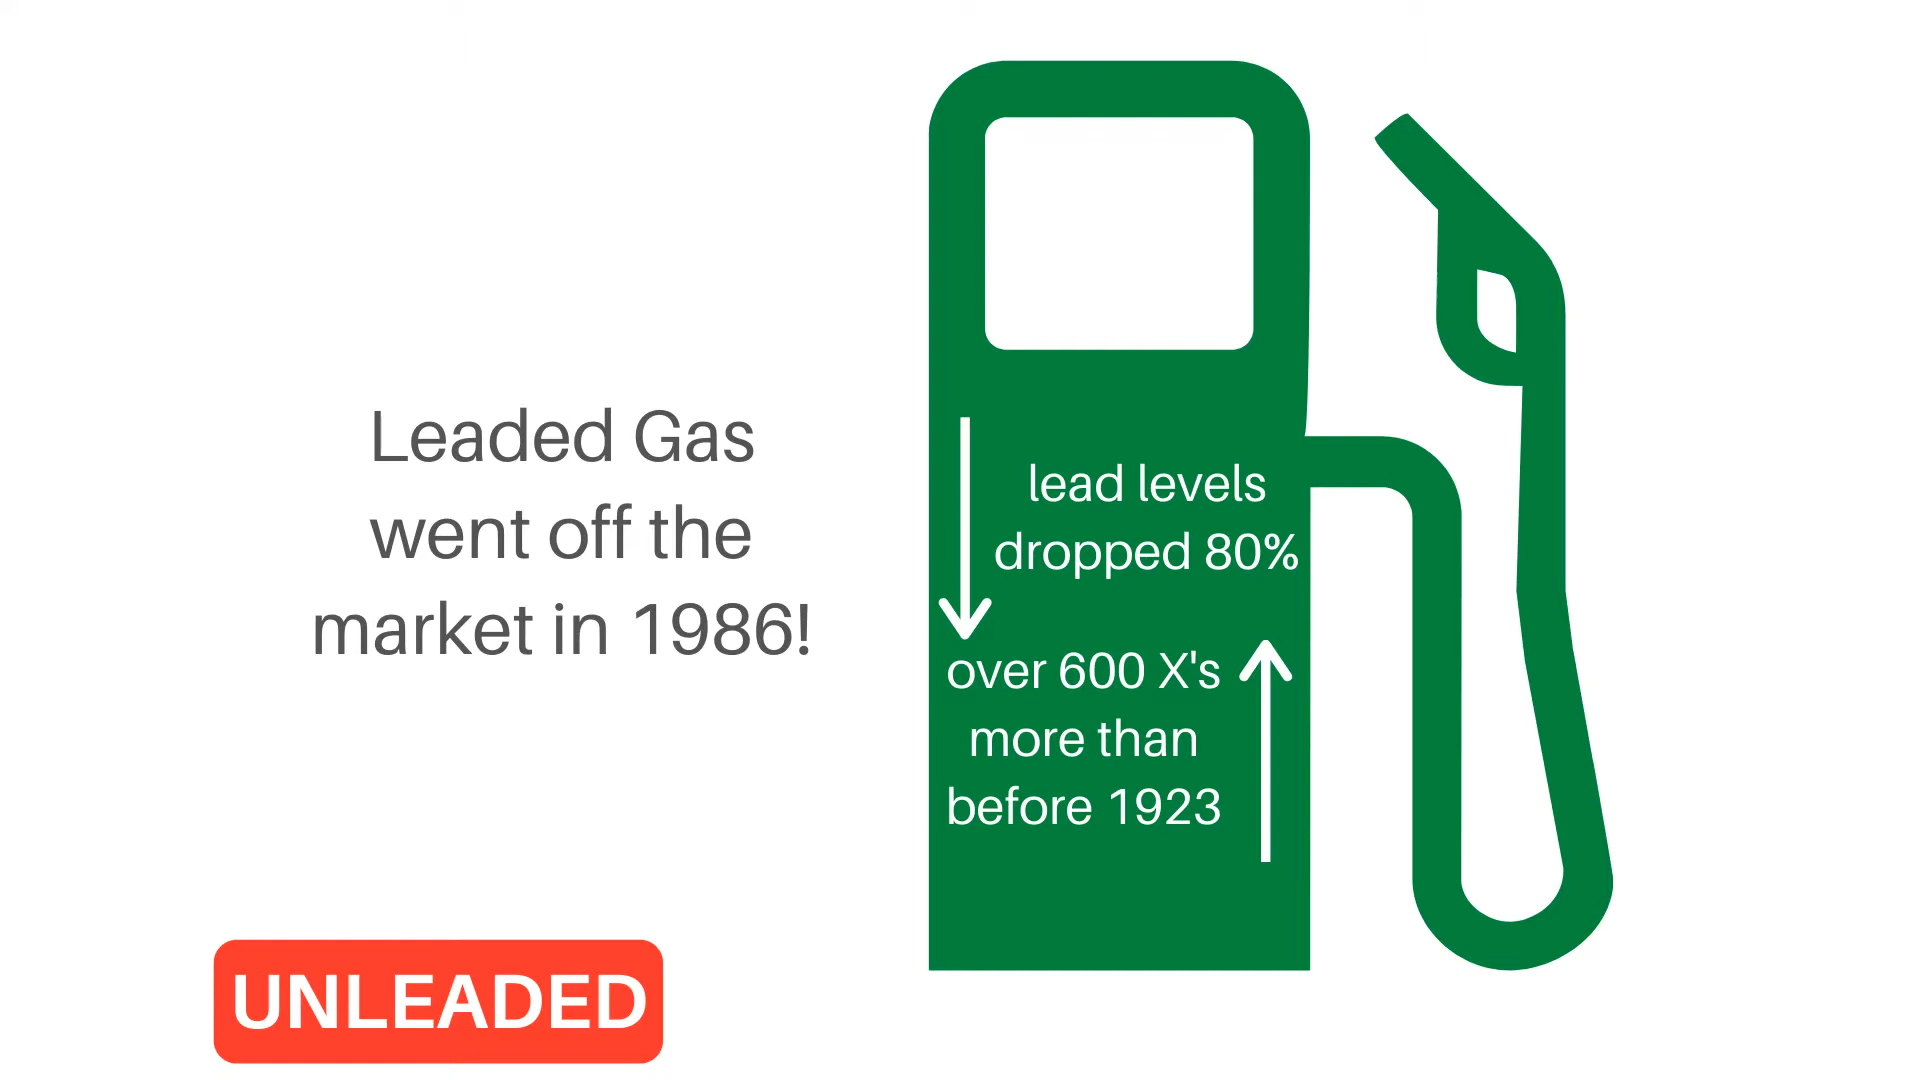 Leaded Gas
went off the
market in 1986!
lead levels
dropped 80%
over 600 X's
more than
before 1923
UNLEADED